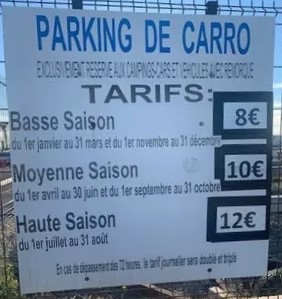 PARKING DE CARRO
EXCLUSIVEMENT RESERVE AUX CAMPINGS-CARS ET VEHICULES AVEC REMORQUE
TARIFS:
Basse Saison
8€
du 1er janvier au 31 mars et du 1er novembre au 31 décembre
Moyenne Saison
10€
du 1er avril au 30 juin et du 1er septembre au 31 octobre
Haute Saison
12€
du 1er juillet au 31 août
En cas de dépassement des 72 heures, le tarif journalier sera doublé et triplé